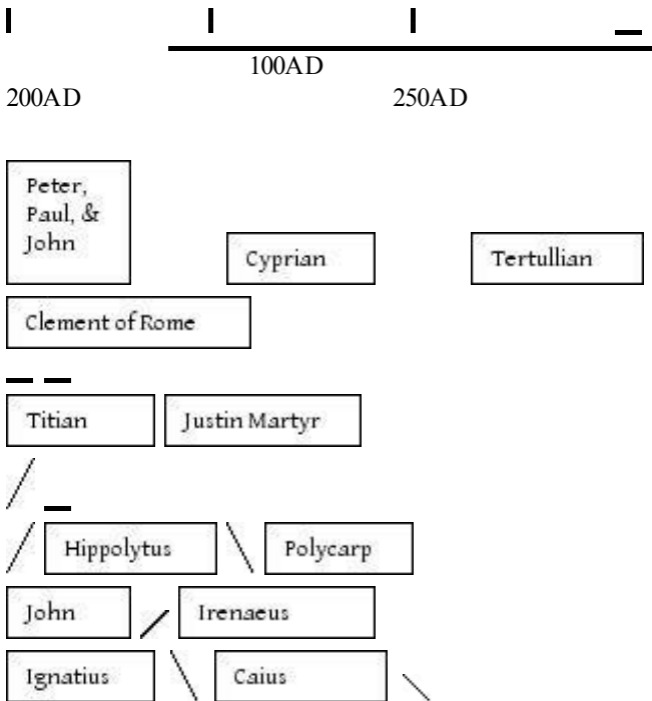 100AD
200AD 250AD
Peter,
Paul, &
John
Cyprian
Tertullian
Clement of Rome
Titian
Justin Martyr
Hippolytus
Polycarp
John
Irenaeus
Ignatius
Caius